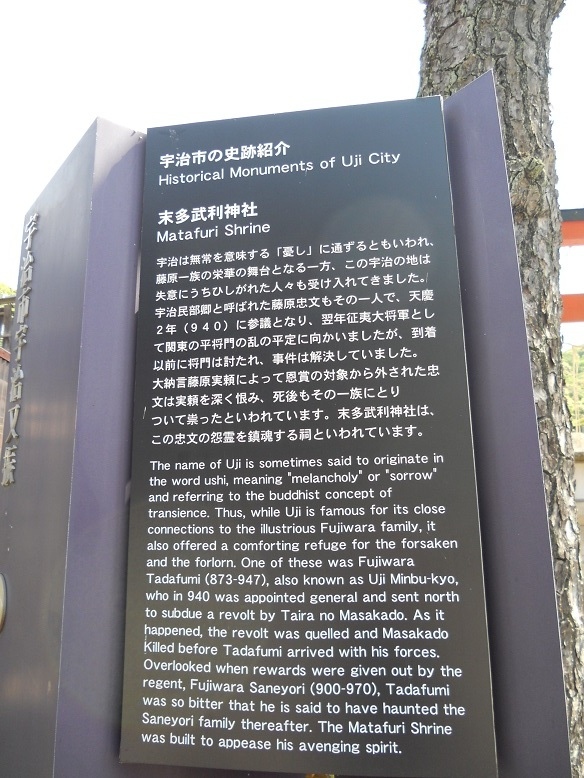 宇治市の史跡紹介
Historical Monuments of Uji City
末多武利神社
Matafuri Shrine
宇治は無常を意味する「憂し」に通ずるともいわれ、
藤原一族の栄華の舞台となる一方、この宇治の地は
失意にうちひしがれた人々も受け入れてきました。
宇治民部卿と呼ばれた藤原忠文もその一人で、天慶
2年（940）に参議となり、翌年征夷大将軍とし
て関東の平将門の乱の平定に向かいましたが、到着
以前に将門は討たれ、事件は解決していました。
大納言藤原実頼によって恩賞の対象から外された忠
文は実頼を深く恨み、死後もその一族にとり
ついて祟ったといわれています。末多武利神社は、
この忠文の怨霊を鎮魂する祠といわれています。
The name of Uji is sometimes said to originate in
the word ushi, meaning "melancholy" or "sorrow"
and referring to the buddhist concept of
transience. Thus, while Uji is famous for its close
connections to the illustrious Fujiwara family, it
also offered a comforting refuge for the forsaken
and the forlorn. One of these was Fujiwara
Tadafumi (873-947), also known as Uji Minbu-kyo,
who in 940 was appointed general and sent north
to subdue a revolt by Taira no Masakado. As it
happened, the revolt was quelled and Masakado
Killed before Tadafumi arrived with his forces.
Overlooked when rewards were given out by the
regent, Fujiwara Saneyori (900-970), Tadafumi
was so bitter that he is said to have haunted the
Saneyori family thereafter. The Matafuri Shrine
was built to appease his avenging spirit.